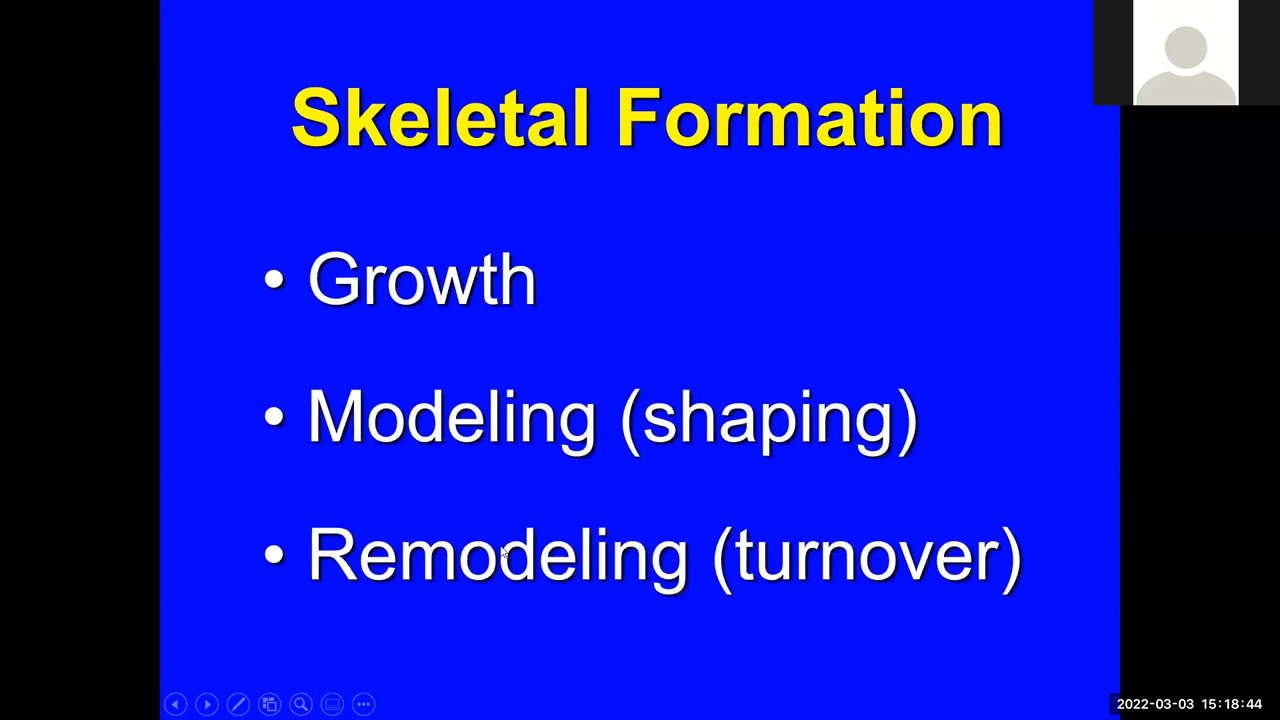 Skeletal Formation
• Growth
• Modeling (shaping)
• Remodeling (turnover)
2022-03-03 15:18:44